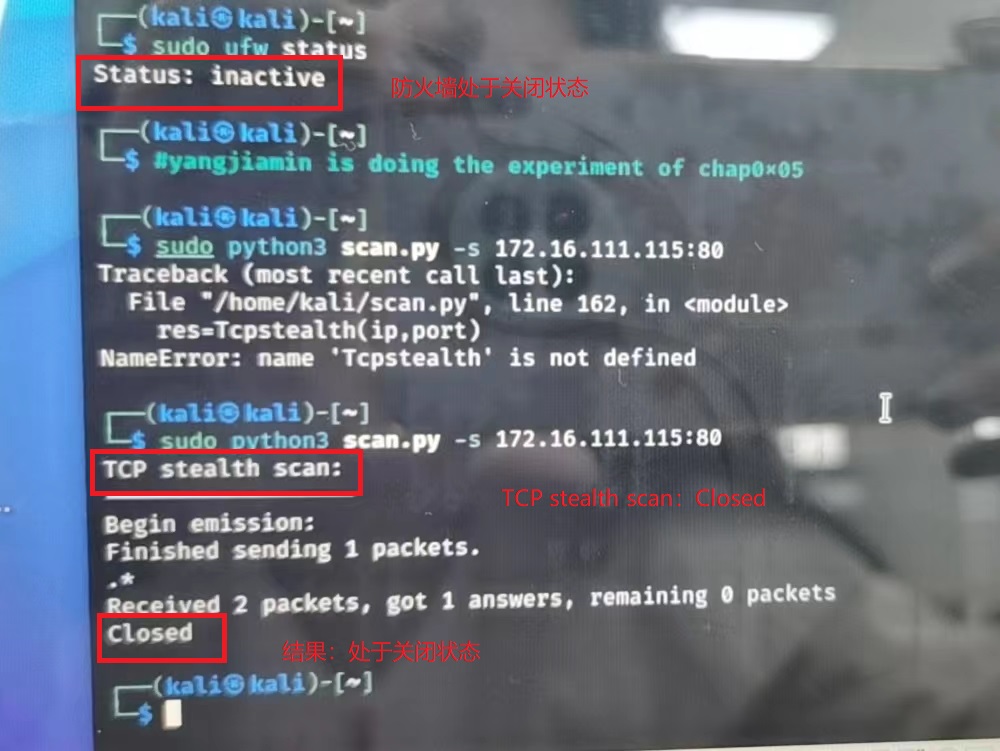 ┌──(kali㉿kali)-[~]
└─$ sudo ufw status
Status: inactive
防火墙处于关闭状态
┌──(kali㉿kali)-[~]
└─$ #yangjiamin is doing the experiment of chap0×05
┌──(kali㉿kali)-[~]
└─$ sudo python3 scan.py -s 172.16.111.115:80
Traceback (most recent call last):
File "/home/kali/scan.py", line 162, in <module>
res=Tcpstealth(ip,port)
NameError: name 'Tcpstealth' is not defined
┌──(kali㉿kali)-[~]
└─$ sudo python3 scan.py -s 172.16.111.115:80
TCP stealth scan:
TCP stealth scan：Closed
Begin emission:
Finished sending 1 packets.
.*
Received 2 packets, got 1 answers, remaining 0 packets
Closed
结果：处于关闭状态
┌──(kali㉿kali)-[~]
└─$